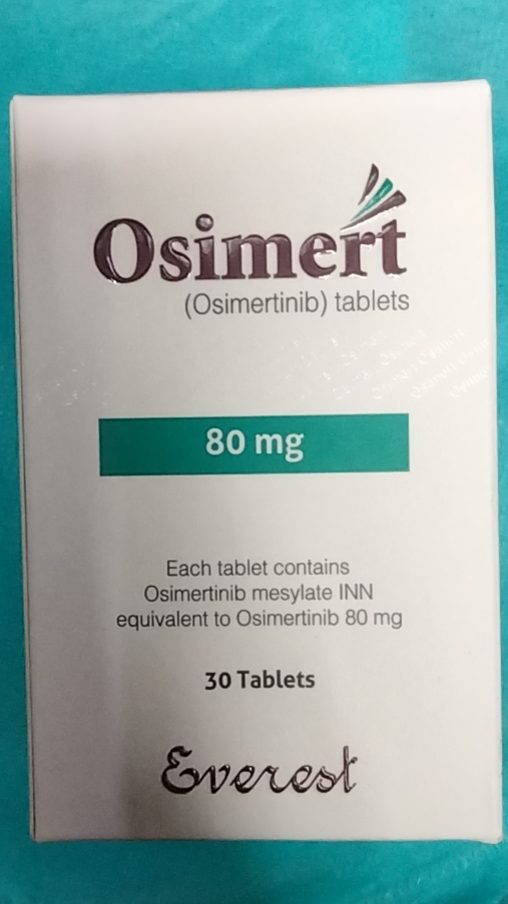 Osimert
(Osimertinib) tablets
80 mg
Each tablet contains
Osimertinib mesylate INN
equivalent to Osimertinib 80 mg
30 Tablets
Everest